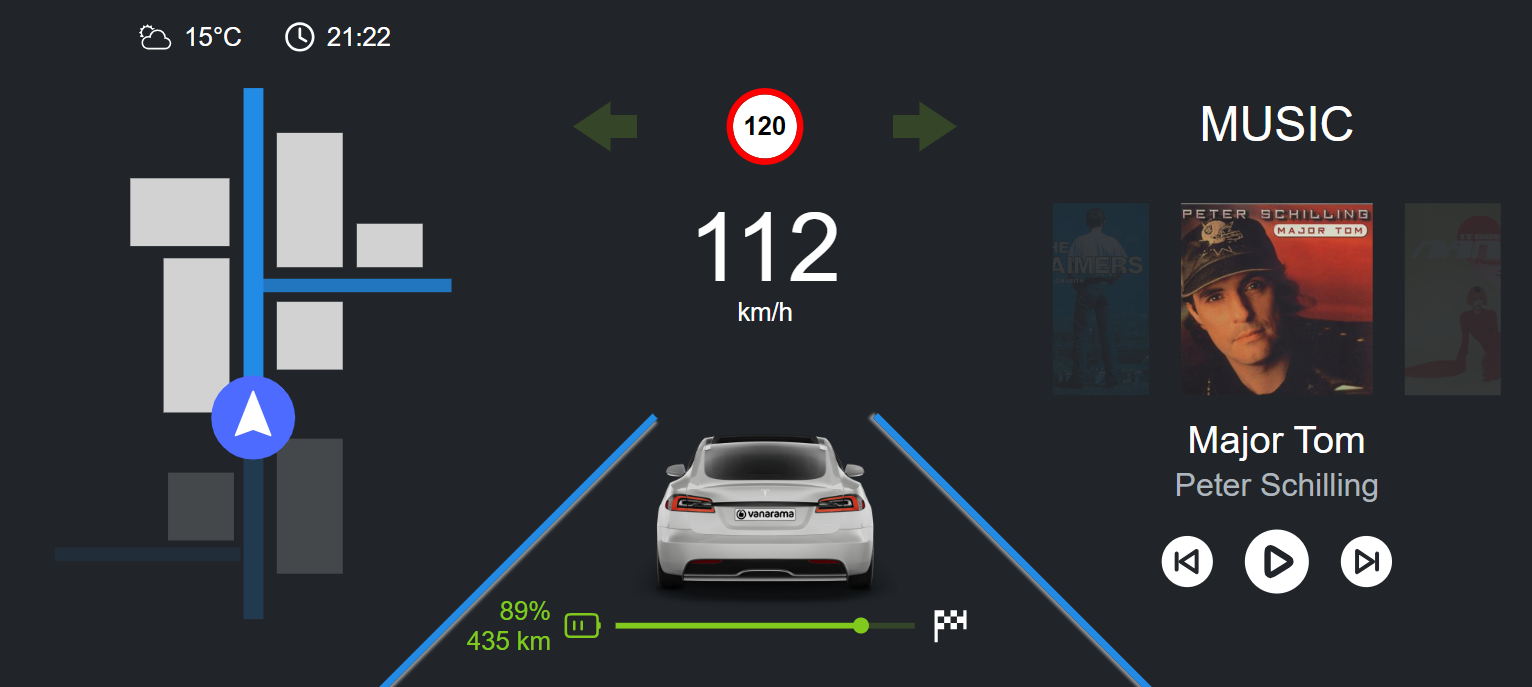 15°C
21:22
120
MUSIC
112
km/h
PETER SCHILLING
MAJOR TOM
AIMERS
Major Tom
Peter Schilling
vanarama
89%
435 km